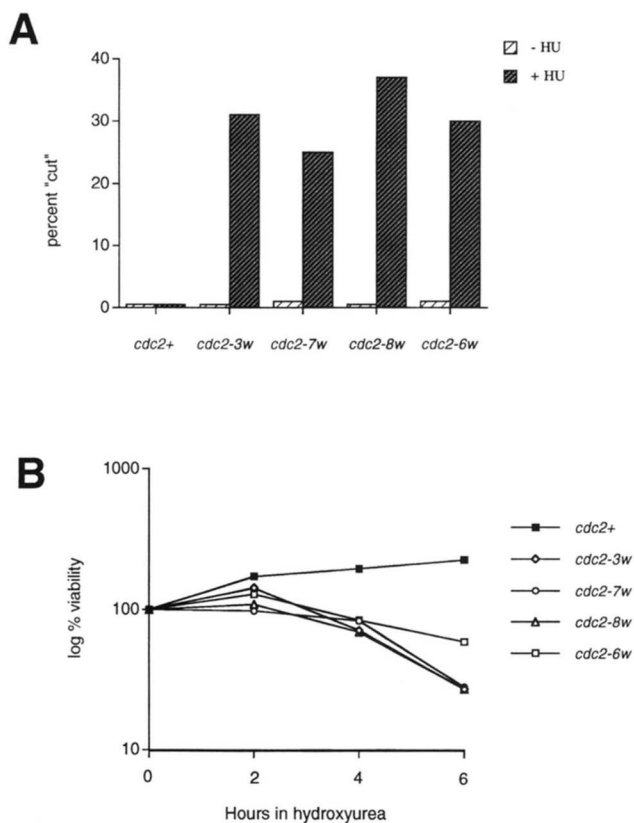 A
- HU
+ HU
40
30
20
10
0
percent "cut"
cdc2+ cdc2-3w cdc2-7w cdc2-8w cdc2-6w
B
1000
100
10
log % viability
0 2 4 6
Hours in hydroxyurea
cdc2+
cdc2-3w
cdc2-7w
cdc2-8w
cdc2-6w